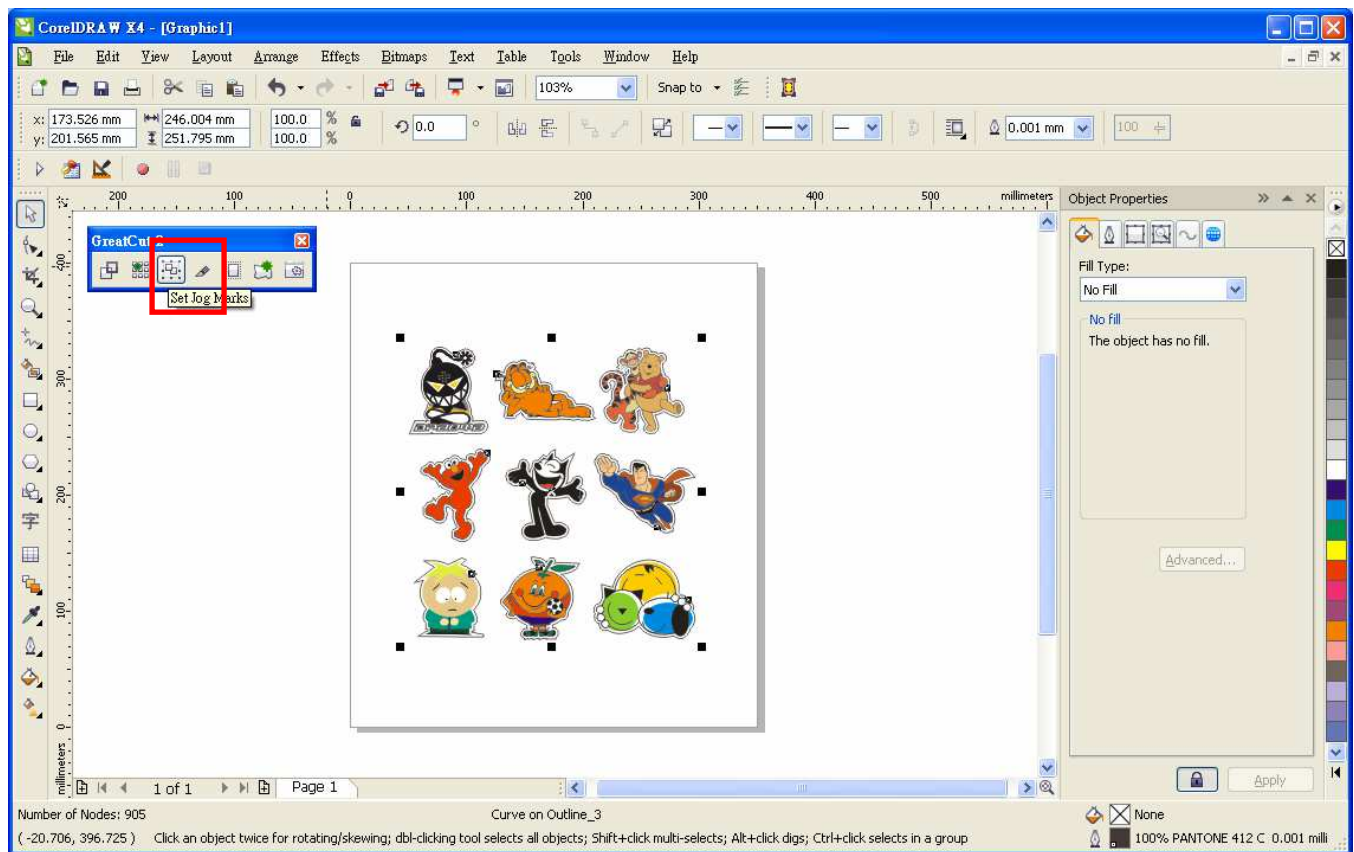 CorelDRAW X4 - [Graphic1]
File Edit View Layout Arrange Effects Bitmaps Text Table Tools Window Help
103% Snap to
x: 173.526 mm 246.004 mm 100.0 % 0.0 ° 0.001 mm 100
y: 201.565 mm 251.795 mm 100.0 %
200 100 0 100 200 300 400 500 millimeters
Object Properties
GreatCut 2
Set Jog Marks
Fill Type:
No Fill
No fill
The object has no fill.
Advanced...
字
400
300
200
100
0
millimeters
1 of 1 Page 1
Apply
Number of Nodes: 905 Curve on Outline_3 None
( -20.706, 396.725 ) Click an object twice for rotating/skewing; dbl-clicking tool selects all objects; Shift+click multi-selects; Alt+click digs; Ctrl+click selects in a group 100% PANTONE 412 C 0.001 milli